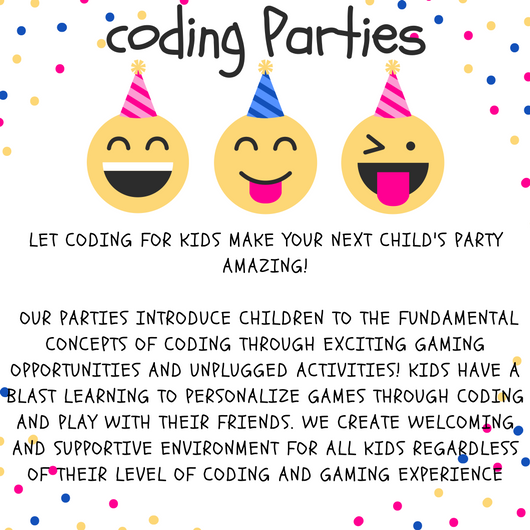 coding Parties
LET CODING FOR KIDS MAKE YOUR NEXT CHILD'S PARTY
AMAZING!
OUR PARTIES INTRODUCE CHILDREN TO THE FUNDAMENTAL
CONCEPTS OF CODING THROUGH EXCITING GAMING
OPPORTUNITIES AND UNPLUGGED ACTIVITIES! KIDS HAVE A
BLAST LEARNING TO PERSONALIZE GAMES THROUGH CODING
AND PLAY WITH THEIR FRIENDS. WE CREATE WELCOMING
AND SUPPORTIVE ENVIRONMENT FOR ALL KIDS REGARDLESS
OF THEIR LEVEL OF CODING AND GAMING EXPERIENCE